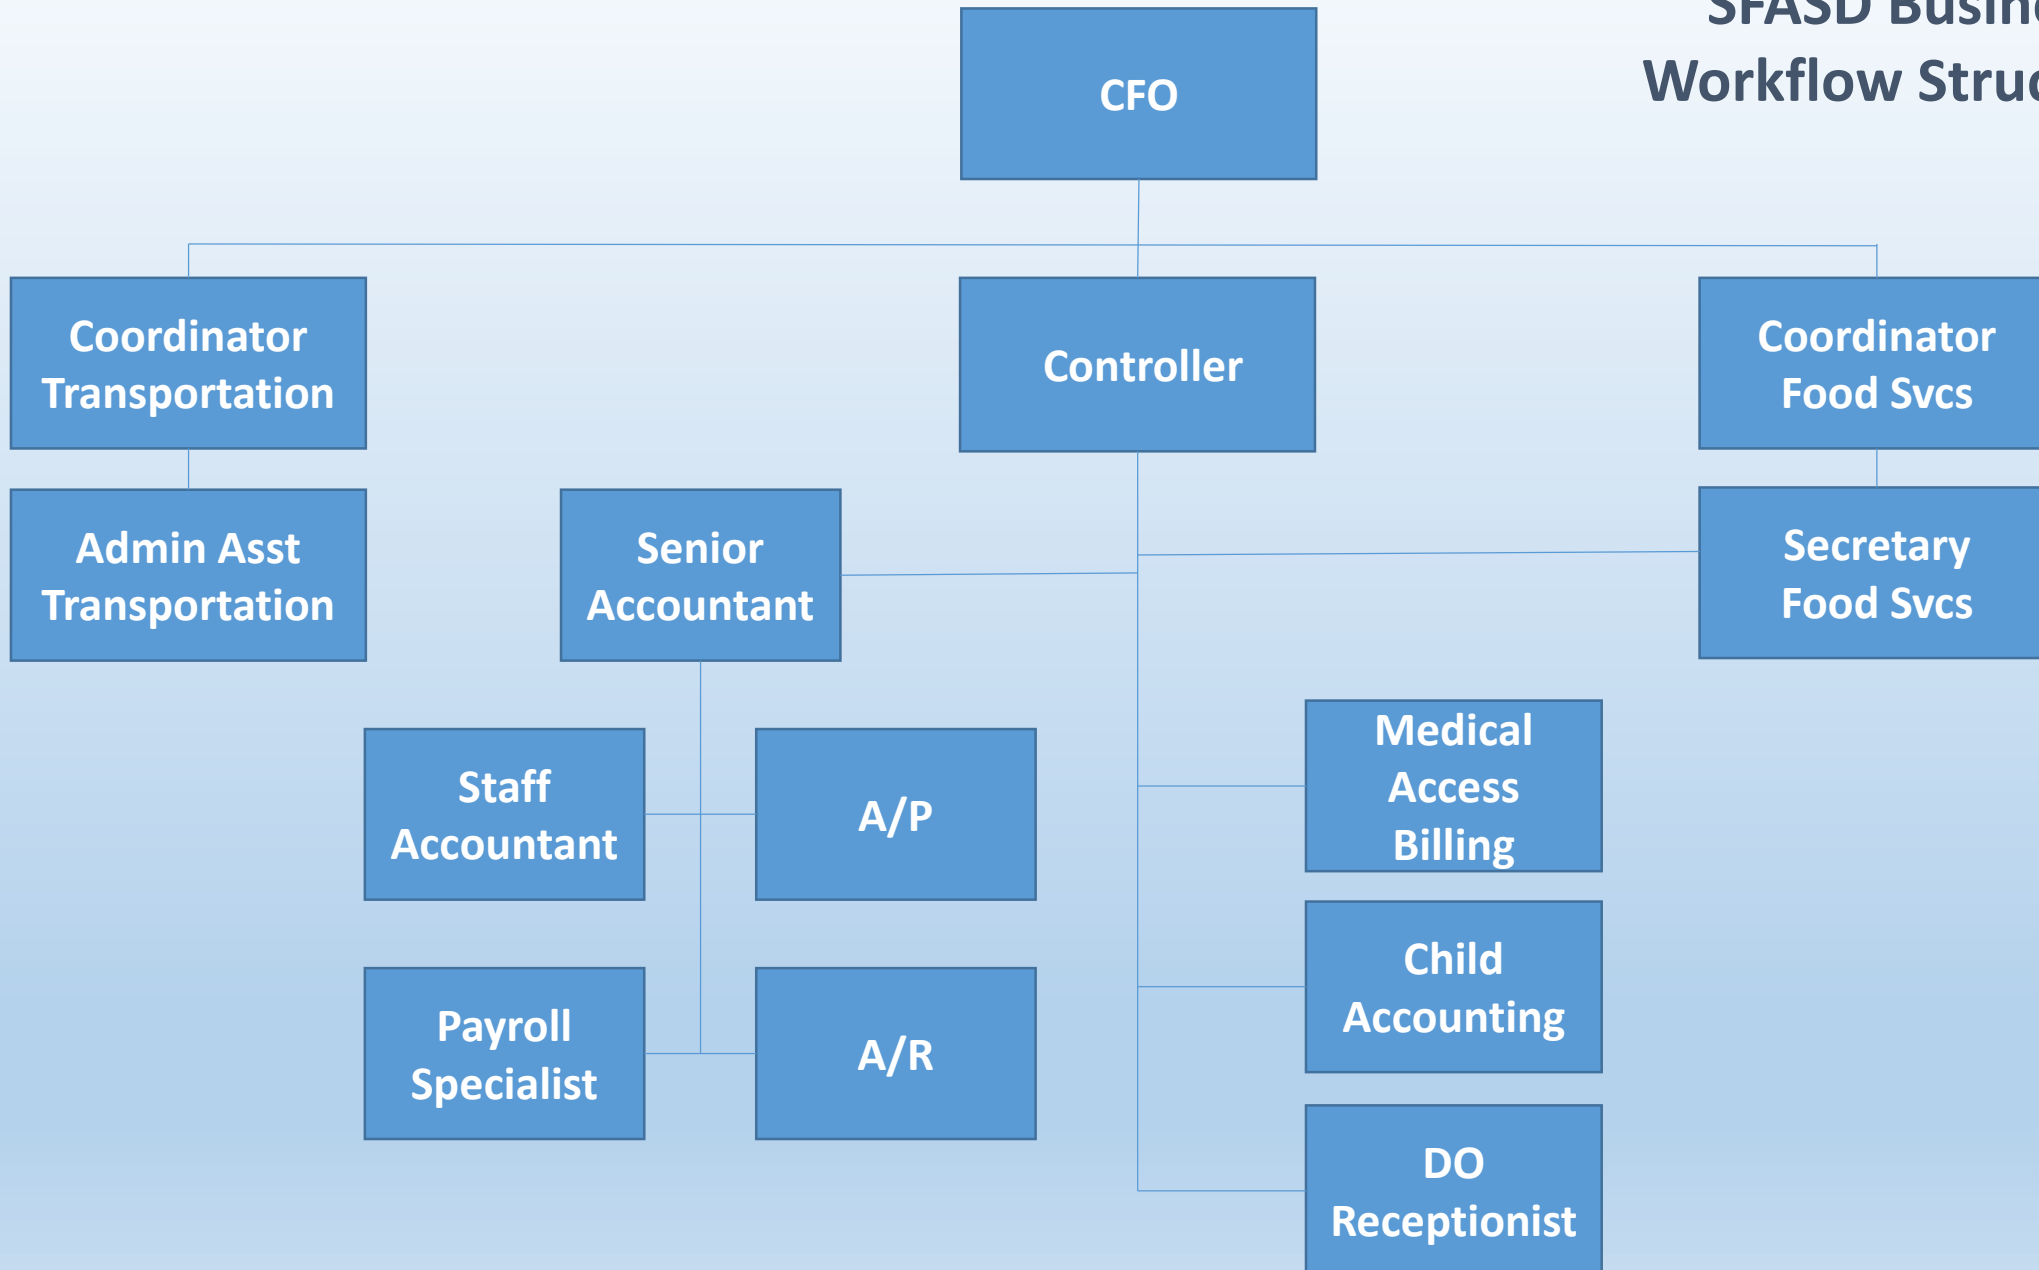 SFASD
Workflow
CFO
Coordinator
Transportation
Controller
Coordinator
Food Svcs
Admin Asst
Transportation
Senior
Accountant
Secretary
Food Svcs
Staff
Accountant
A/P
Medical
Access
Billing
Child
Accounting
Payroll
Specialist
A/R
DO
Receptionist